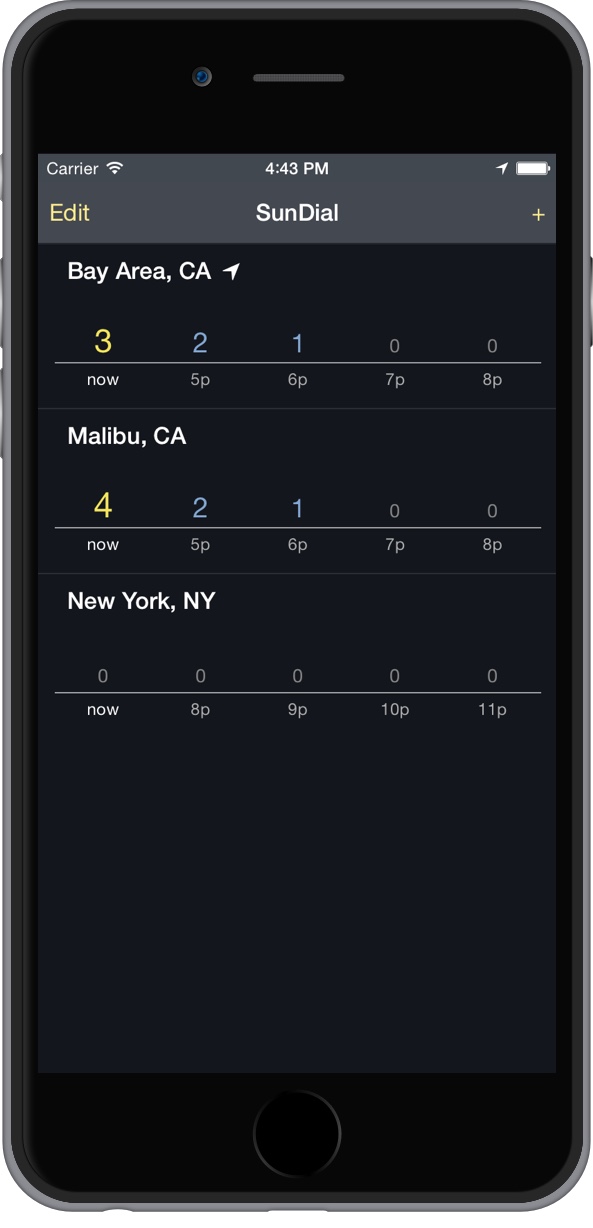 Carrier 4:43 PM
Edit SunDial +
Bay Area, CA
3 2 1 0 0
now 5p 6p 7p 8p
Malibu, CA
4 2 1 0 0
now 5p 6p 7p 8p
New York, NY
0 0 0 0 0
now 8p 9p 10p 11p